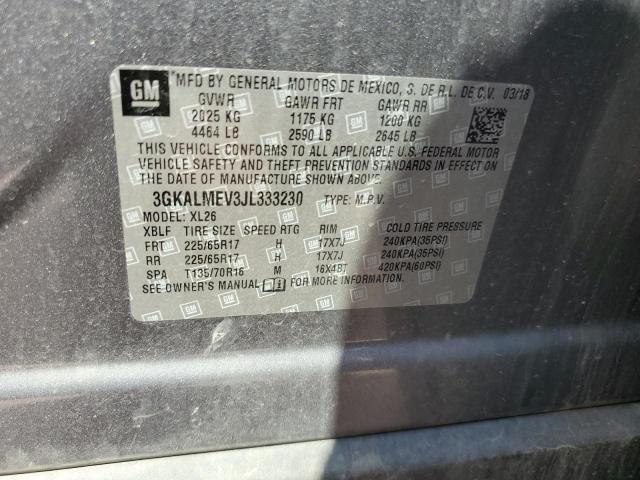 GM
*MFD BY GENERAL MOTORS DE MEXICO, S. DE R.L. DE C.V. 03/18
GVWR GAWR FRT GAWR RR
2025 KG 1175 KG 1200 KG
4464 LB 2590 LB 2645 LB
THIS VEHICLE CONFORMS TO ALL APPLICABLE U.S. FEDERAL MOTOR
VEHICLE SAFETY AND THEFT PREVENTION STANDARDS IN EFFECT ON
THE DATE OF MANUFACTURE SHOWN ABOVE.
3GKALMEV3JL333230 TYPE: M.P.V.
MODEL: XL26
XBLF TIRE SIZE SPEED RTG RIM COLD TIRE PRESSURE
FRT 225/65R17 H 17X7J 240KPA(35PSI)
RR 225/65R17 H 17X7J 240KPA(35PSI)
SPA T135/70R16 M 16X4BT 420KPA(60PSI)
SEE OWNER'S MANUAL FOR MORE INFORMATION.